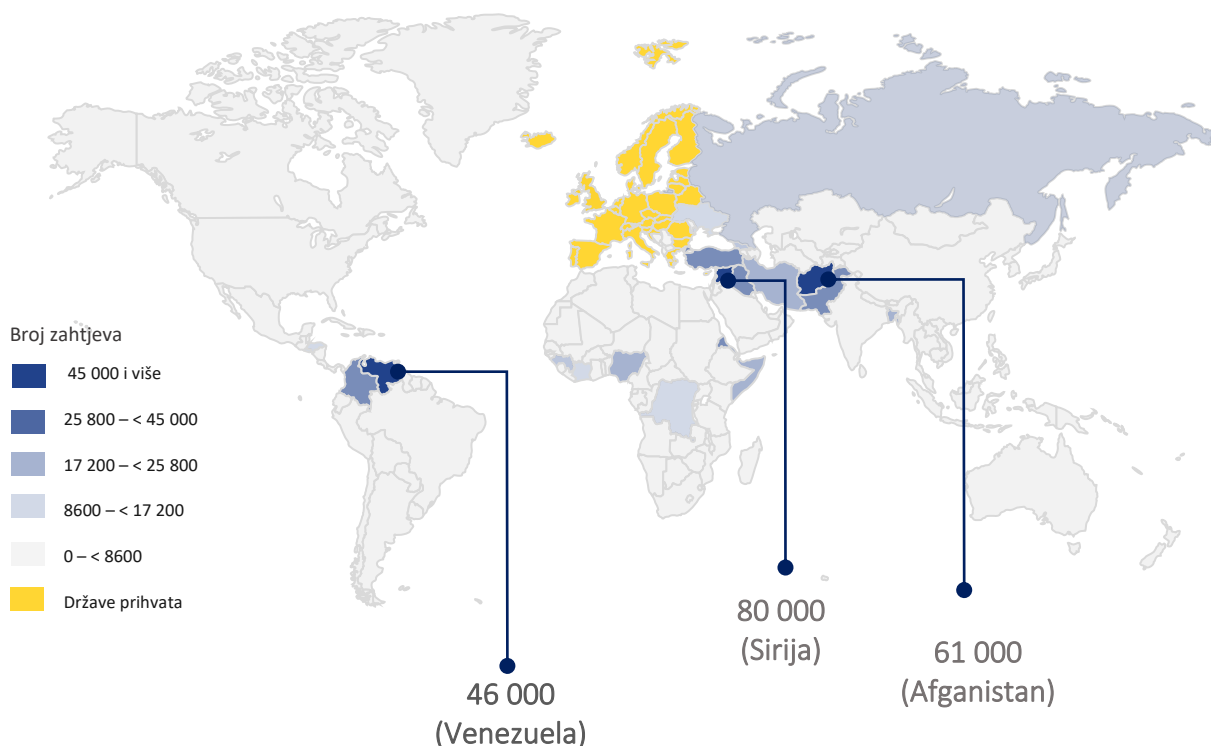 Broj zahtjeva
45 000 i više
25 800 – < 45 000
17 200 – < 25 800
8600 – < 17 200
0 – < 8600
Države prihvata
80 000
(Sirija)
61 000
(Afganistan)
46 000
(Venezuela)